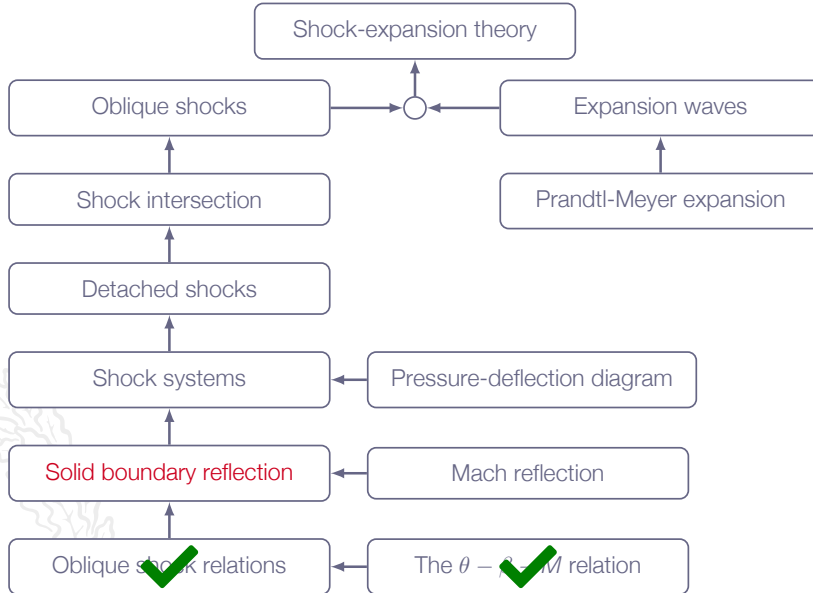 Shock-expansion theory
Oblique shocks
Expansion waves
Shock intersection
Prandtl-Meyer expansion
Detached shocks
Shock systems
Pressure-deflection diagram
Solid boundary reflection
Mach reflection
Oblique shock relations
The θ − β − M relation